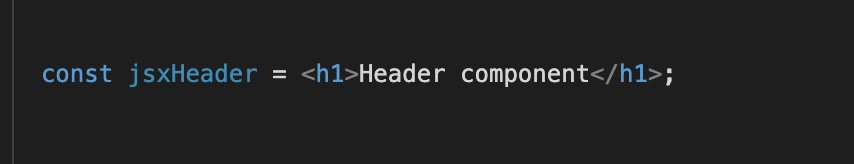 const jsxHeader = <h1>Header component</h1>;